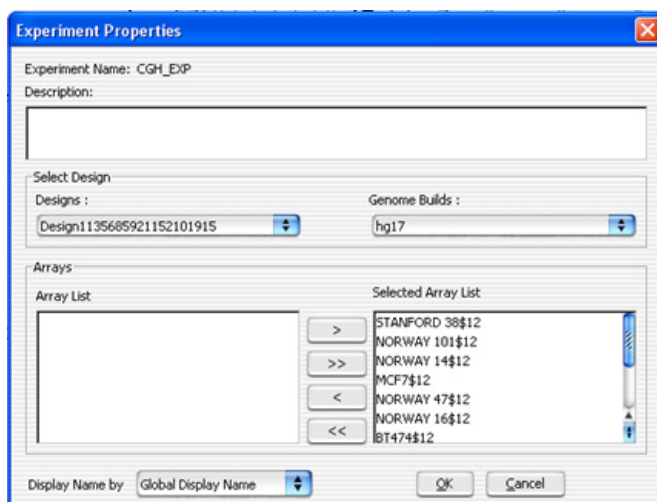 Experiment Properties
Experiment Name: CGH_EXP
Description:
Select Design
Designs :
Genome Builds :
Design1135685921152101915
hg17
Arrays
Array List
Selected Array List
STANFORD 38$12
NORWAY 101$12
NORWAY 14$12
MCF7$12
NORWAY 47$12
NORWAY 16$12
BT474$12
>
>>
<
<<
Display Name by
Global Display Name
OK
Cancel